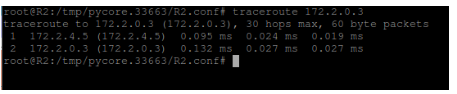 root@R2:/tmp/pycore.33663/R2.conf# traceroute 172.2.0.3
traceroute to 172.2.0.3 (172.2.0.3), 30 hops max, 60 byte packets
 1  172.2.4.5 (172.2.4.5)  0.095 ms  0.024 ms  0.019 ms
 2  172.2.0.3 (172.2.0.3)  0.132 ms  0.027 ms  0.027 ms
root@R2:/tmp/pycore.33663/R2.conf#